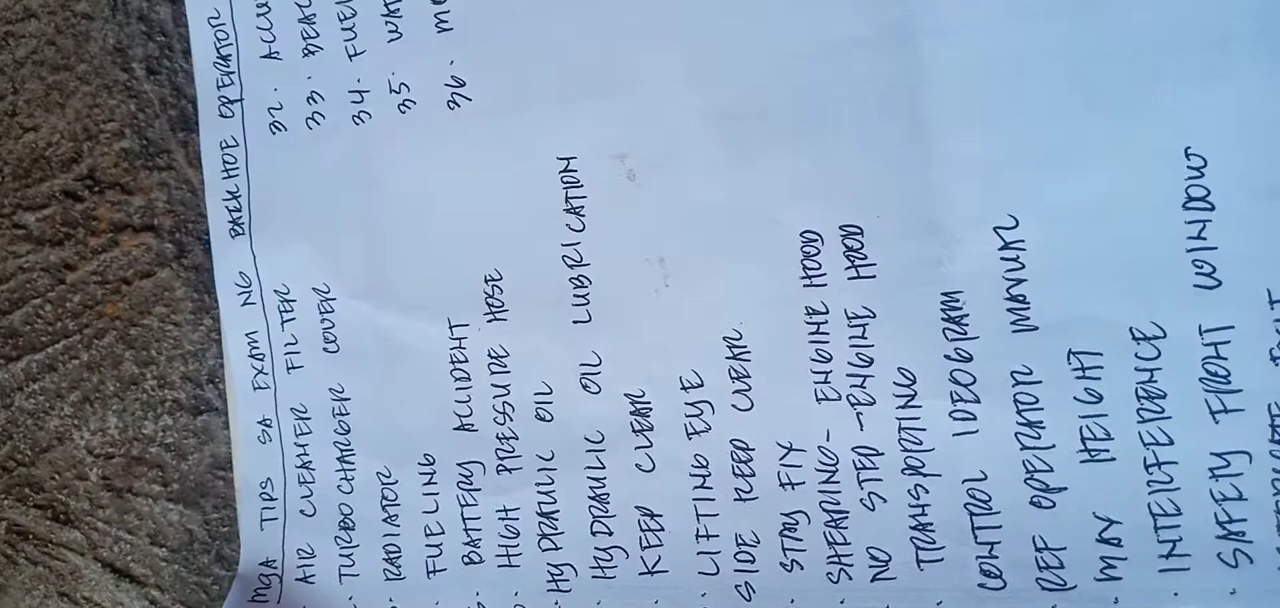 MGA TIPS SA EXAM NG BACKHOE OPERATOR
AIR CLEANER FILTER
TURBO CHARGER COVER
RADIATOR
FUELING
BATTERY ACCIDENT
HIGH PRESSURE HOSE
HYDRAULIC OIL
HYDRAULIC OIL LUBRICATION
KEEP CLEAR
LIFTING EYE
SIDE KEEP CLEAR.
STAY FIX
SHEARING - ENGINE HOOD
NO STEP - ENGINE HOOD
TRANSPORTING
CONTROL IDEOGRAM
REF OPERATOR MANUAL
MAX HEIGHT
INTERFERENCE
SAFETY FRONT WINDOW
32. ACCU
33. BEAC
34. FUEL
35. WA
36. MO